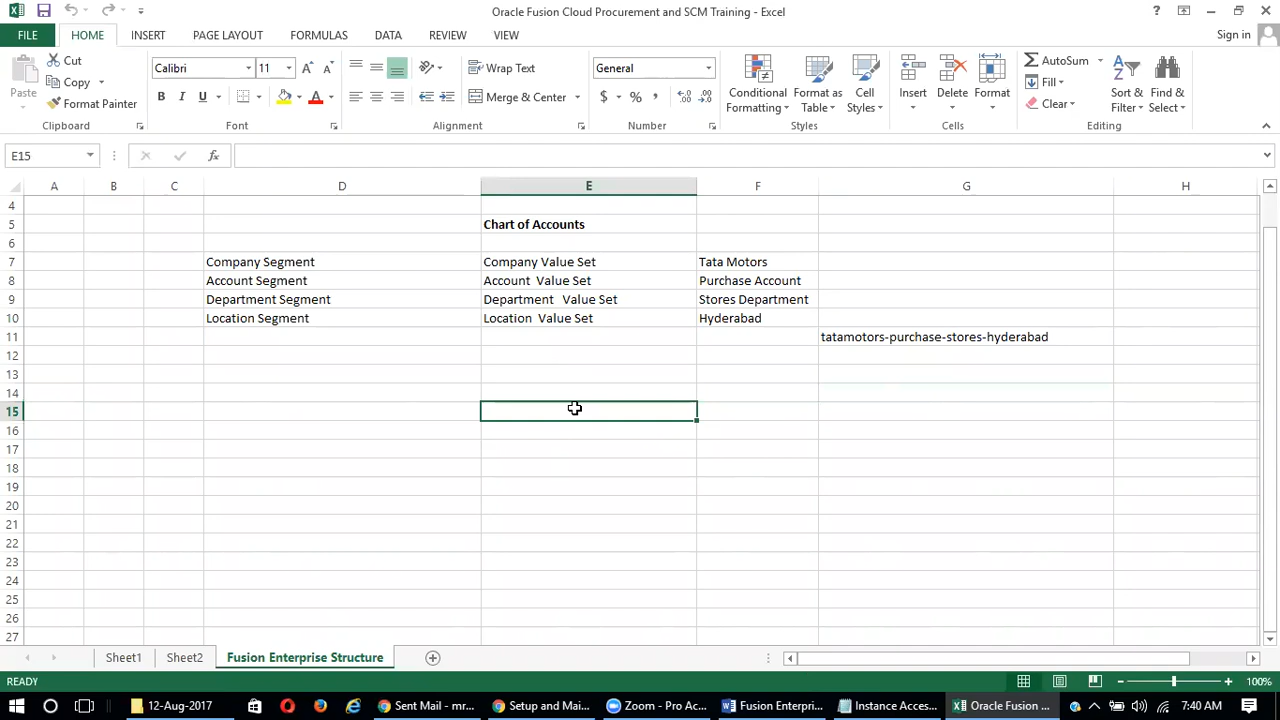 Oracle Fusion Cloud Procurement and SCM Training - Excel
FILE HOME INSERT PAGE LAYOUT FORMULAS DATA REVIEW VIEW Sign in
Paste
Cut
Copy
Format Painter
Clipboard
Calibri 11
B I U
Font
Wrap Text
Merge & Center
Alignment
General
$ % ,
Number
Conditional Formatting
Format as Table
Cell Styles
Styles
Insert Delete Format
Cells
AutoSum
Fill
Clear
Sort & Filter
Find & Select
Editing
E15 fx
A B C D E F G H
4
5 Chart of Accounts
6
7 Company Segment Company Value Set Tata Motors
8 Account Segment Account Value Set Purchase Account
9 Department Segment Department Value Set Stores Department
10 Location Segment Location Value Set Hyderabad
11 tatamotors-purchase-stores-hyderabad
12
13
14
15
16
17
18
19
20
21
22
23
24
25
26
27
Sheet1 Sheet2 Fusion Enterprise Structure
READY 100%
12-Aug-2017 Sent Mail - mr... Setup and Mai... Zoom - Pro Ac... Fusion Enterpri... Instance Acces... Oracle Fusion ... 7:40 AM